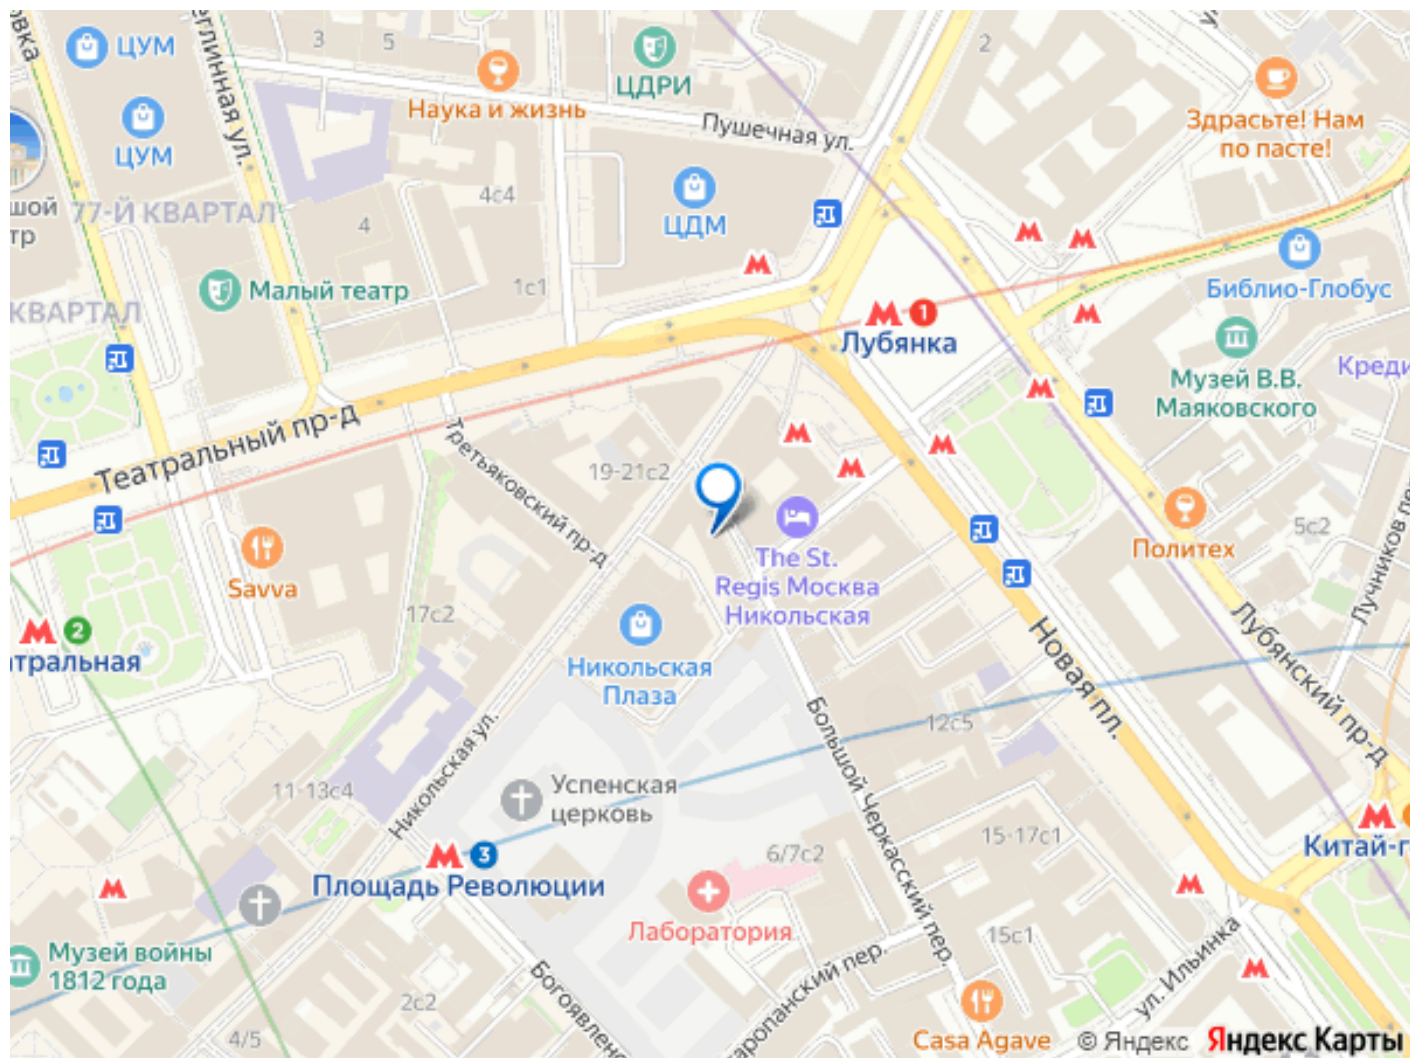 ЦУМ
3
5
ЦДРИ
2
Наука и жизнь
Здрасьте! Нам
по пасте!
ЦУМ
Пушечная ул.
77-Й КВАРТАЛ
4с4
4
ЦДМ
Малый театр
1с1
Библио-Глобус
КВАРТАЛ
1
Лубянка
Музей В.В.
Маяковского
Театральный пр-д
Третьяковский пр-д
19-21с2
Savva
The St.
Regis Москва
Никольская
Политех
5с2
17с2
2
Никольская
Плаза
Новая пл.
Лубянский пр-д
12с5
Большой Черкасский пер.
Никольская ул.
11-13с4
Успенская
церковь
3
Площадь Революции
6/7с2
15-17с1
Лаборатория
15с1
ул. Ильинка
Музей войны
1812 года
2с2
4/5
Casa Agave
© Яндекс
Яндекс Карты